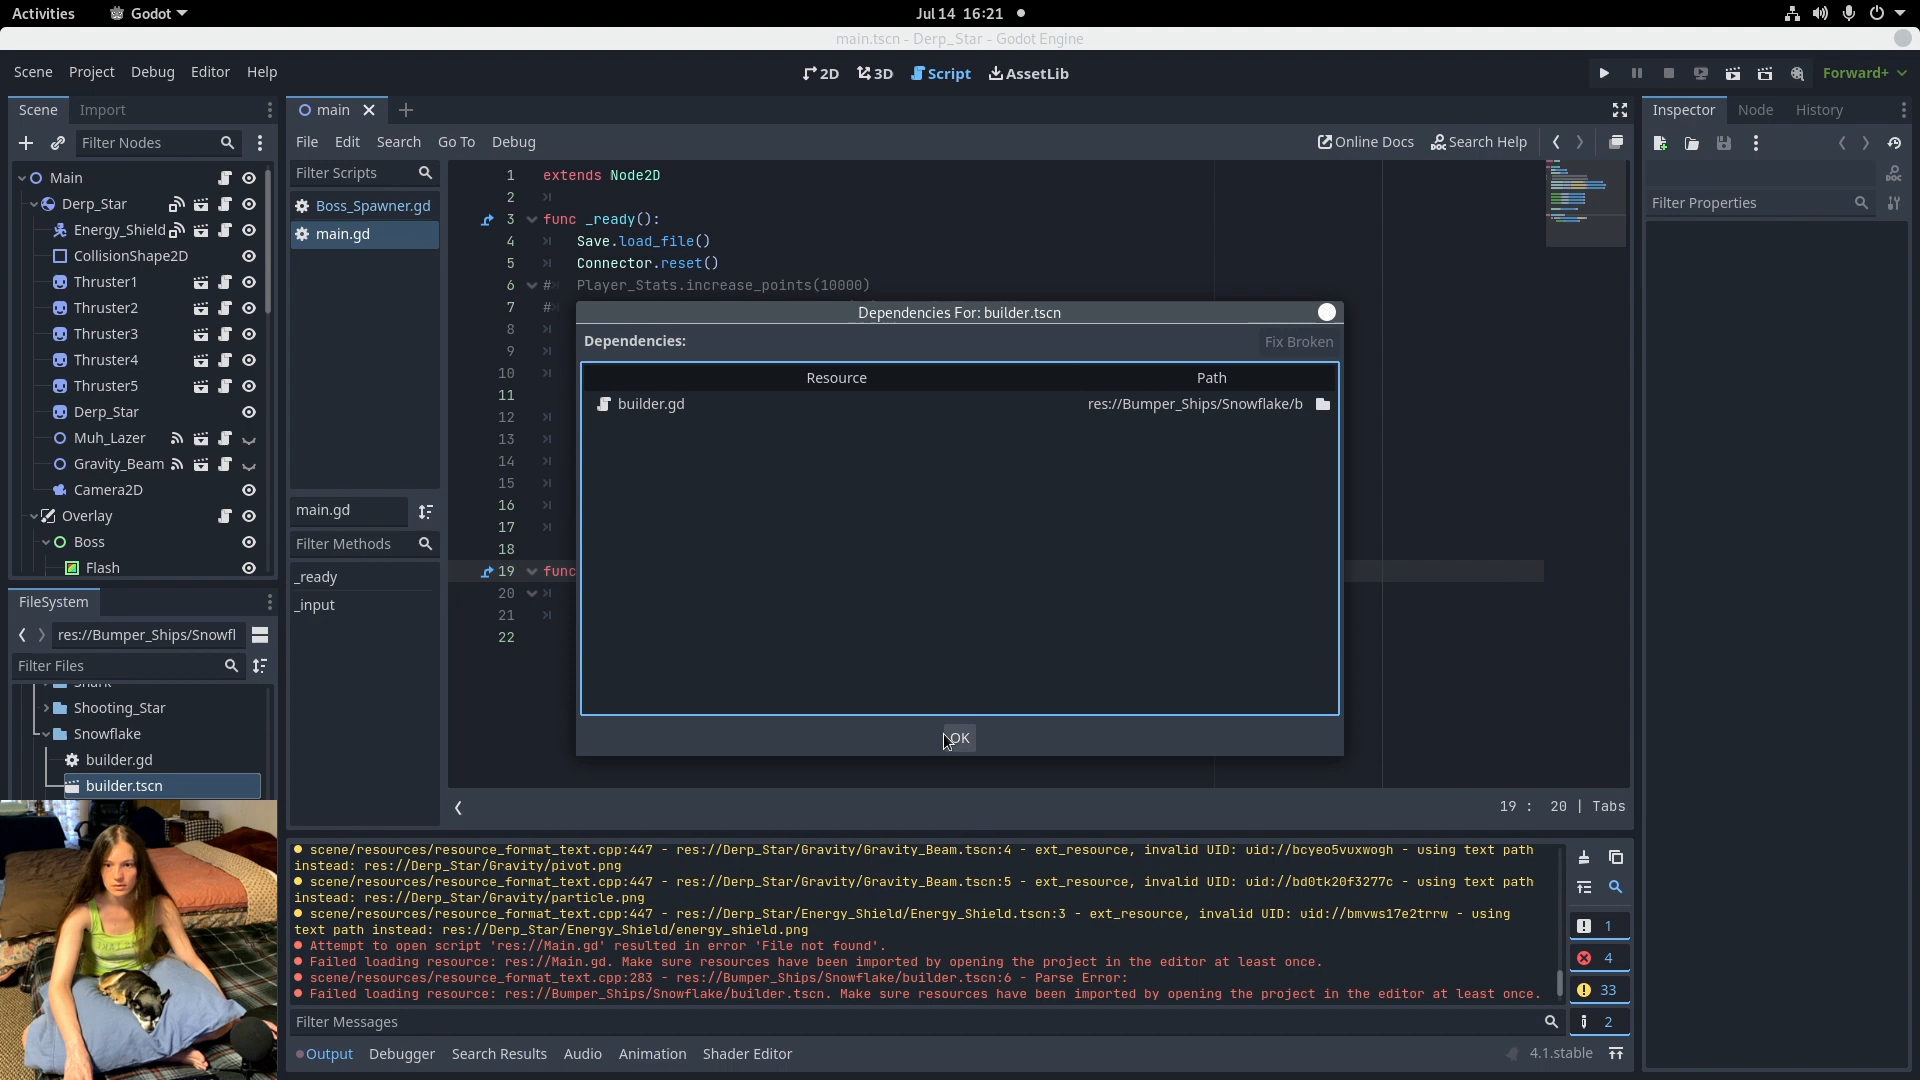 Activities
Godot
Jul 14 16:21
main.tscn - Derp_Star - Godot Engine
Scene Project Debug Editor Help
2D 3D Script AssetLib
Forward+
Scene Import
main
Inspector Node History
Filter Nodes
File Edit Search Go To Debug
Online Docs Search Help
Filter Scripts
Filter Properties
Main
Derp_Star
Energy_Shield
CollisionShape2D
Thruster1
Thruster2
Thruster3
Thruster4
Thruster5
Derp_Star
Muh_Lazer
Gravity_Beam
Camera2D
Overlay
Boss
Flash
Boss_Spawner.gd
main.gd
main.gd
Filter Methods
_ready
_input
1 extends Node2D
2
3 func _ready():
4 Save.load_file()
5 Connector.reset()
6 # Player_Stats.increase_points(10000)
7 #
8
9
10
11
12
13
14
15
16
17
18
19 func
20
21
22
Dependencies For: builder.tscn
Dependencies:
Fix Broken
Resource Path
builder.gd res://Bumper_Ships/Snowflake/b
OK
19 : 20 | Tabs
FileSystem
res://Bumper_Ships/Snowfl
Filter Files
Shark
Shooting_Star
Snowflake
builder.gd
builder.tscn
scene/resources/resource_format_text.cpp:447 - res://Derp_Star/Gravity/Gravity_Beam.tscn:4 - ext_resource, invalid UID: uid://bcyeo5vuxwogh - using text path
instead: res://Derp_Star/Gravity/pivot.png
scene/resources/resource_format_text.cpp:447 - res://Derp_Star/Gravity/Gravity_Beam.tscn:5 - ext_resource, invalid UID: uid://bd0tk20f3277c - using text path
instead: res://Derp_Star/Gravity/particle.png
scene/resources/resource_format_text.cpp:447 - res://Derp_Star/Energy_Shield/Energy_Shield.tscn:3 - ext_resource, invalid UID: uid://bmvws17e2trrw - using
text path instead: res://Derp_Star/Energy_Shield/energy_shield.png
Attempt to open script 'res://Main.gd' resulted in error 'File not found'.
Failed loading resource: res://Main.gd. Make sure resources have been imported by opening the project in the editor at least once.
scene/resources/resource_format_text.cpp:283 - res://Bumper_Ships/Snowflake/builder.tscn:6 - Parse Error:
Failed loading resource: res://Bumper_Ships/Snowflake/builder.tscn. Make sure resources have been imported by opening the project in the editor at least once.
1
4
33
2
Filter Messages
Output Debugger Search Results Audio Animation Shader Editor
4.1.stable